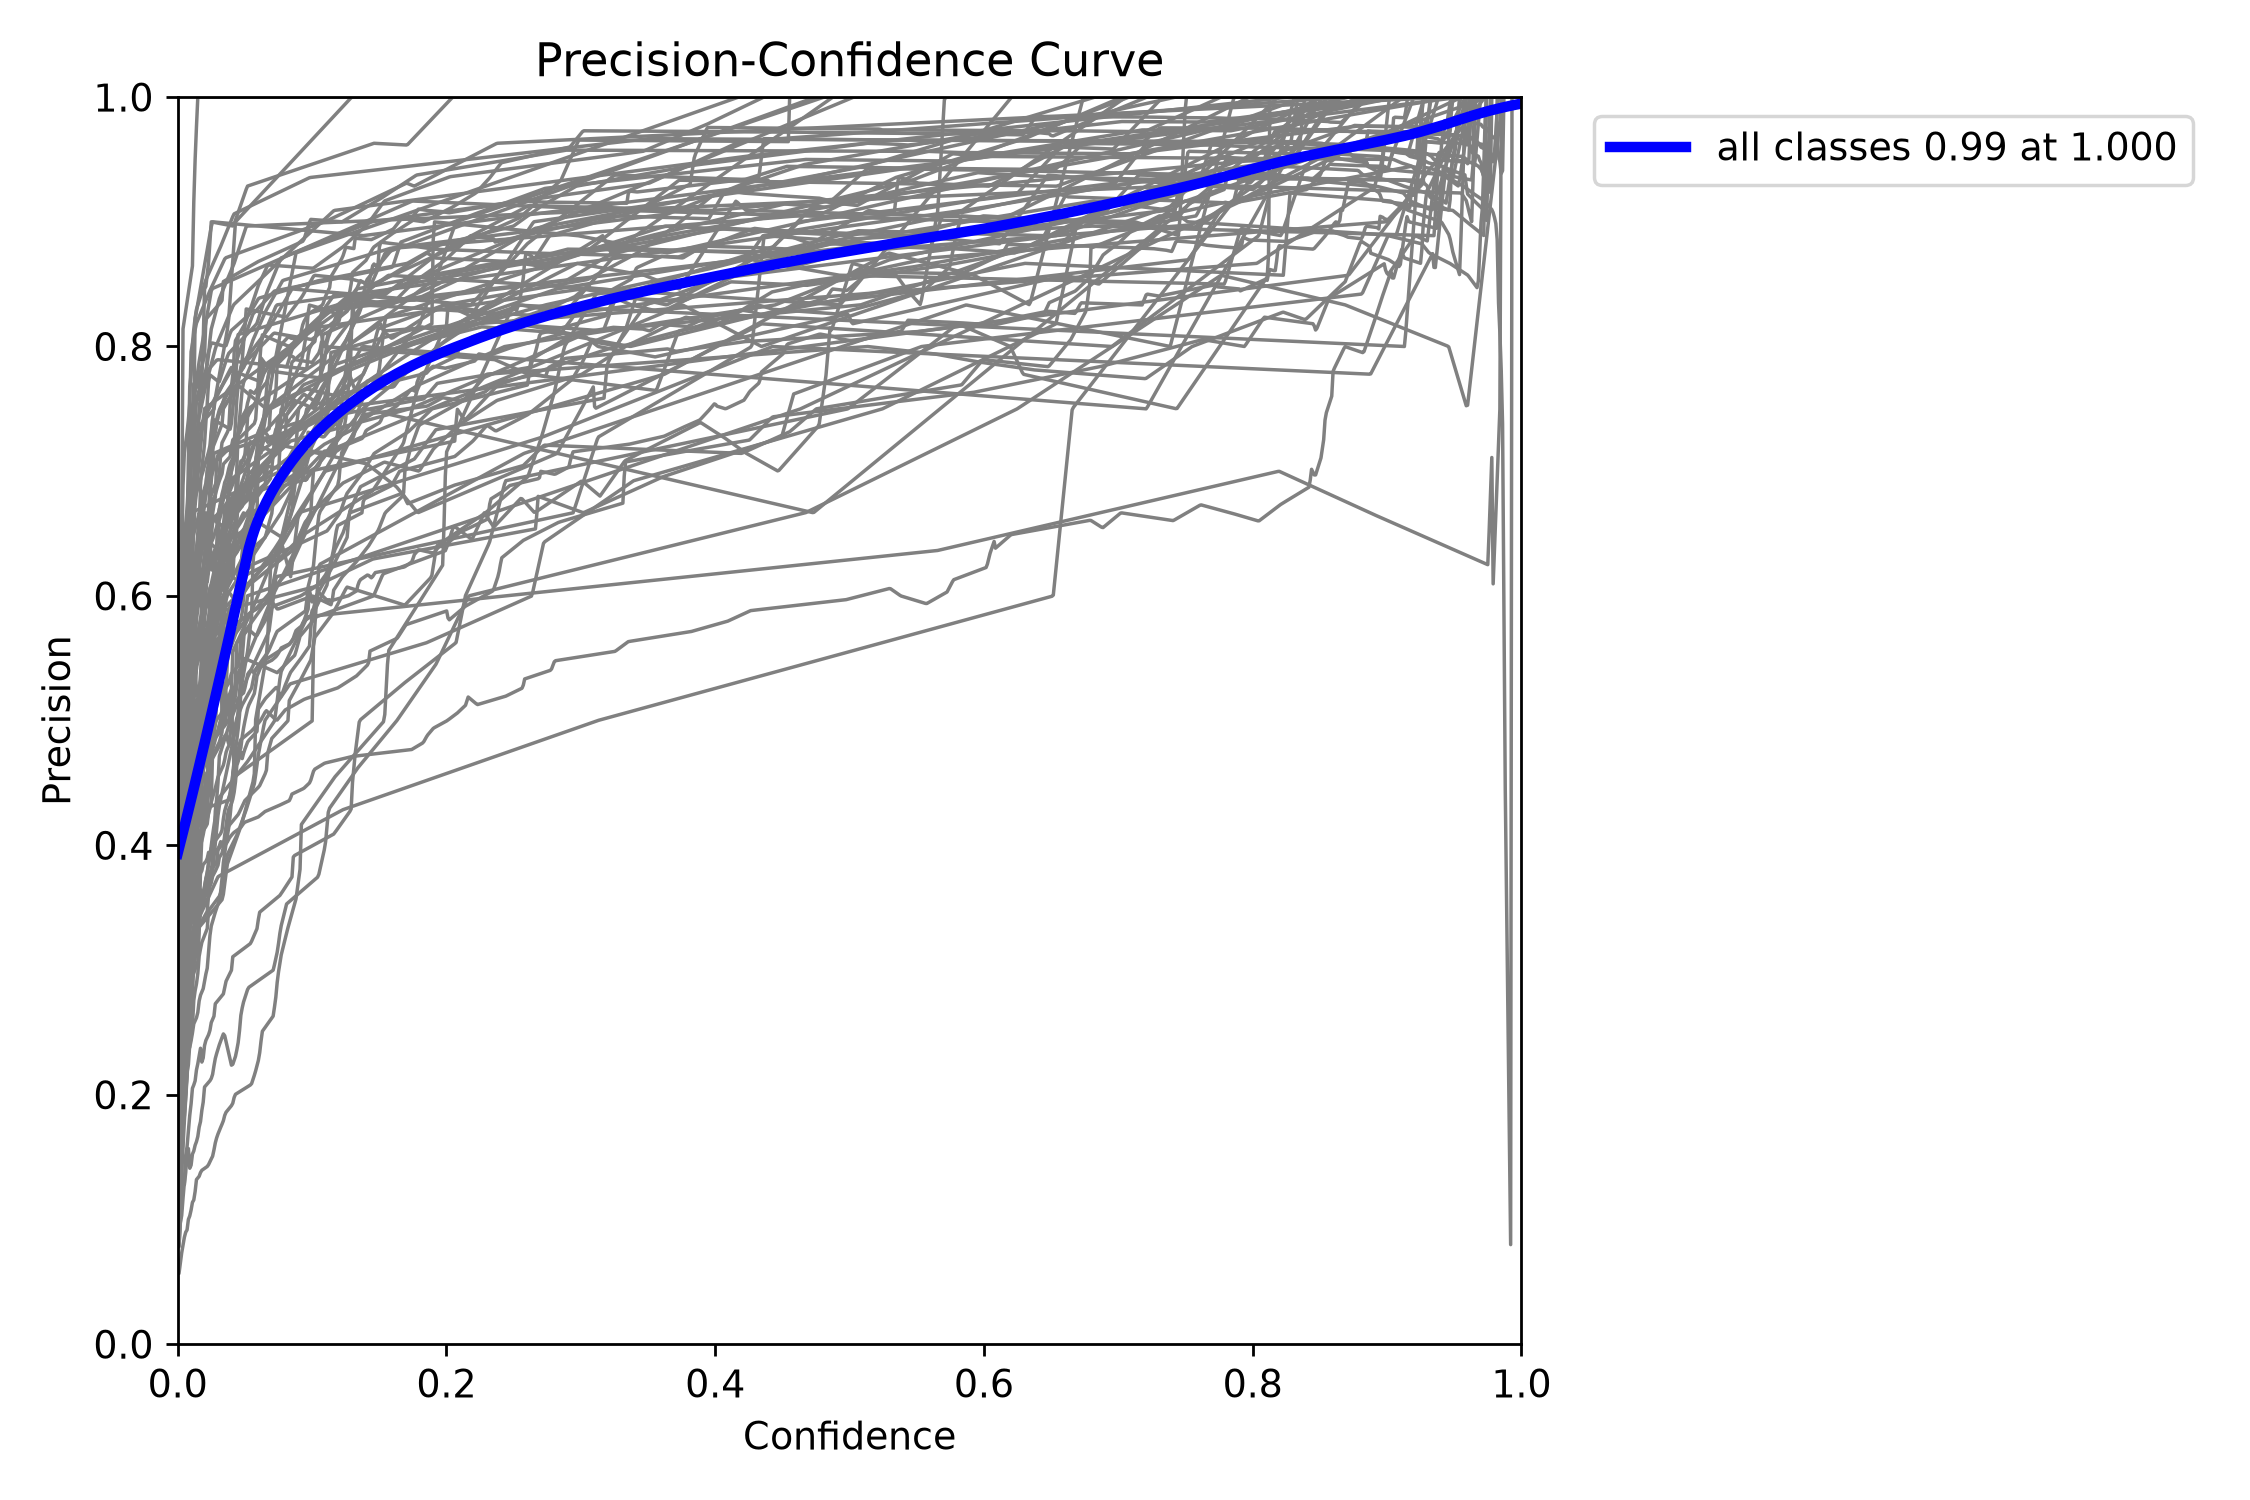 Precision-Confidence Curve
1.0
0.8
0.6
0.4
0.2
0.0
Precision
0.0 0.2 0.4 0.6 0.8 1.0
Confidence
all classes 0.99 at 1.000